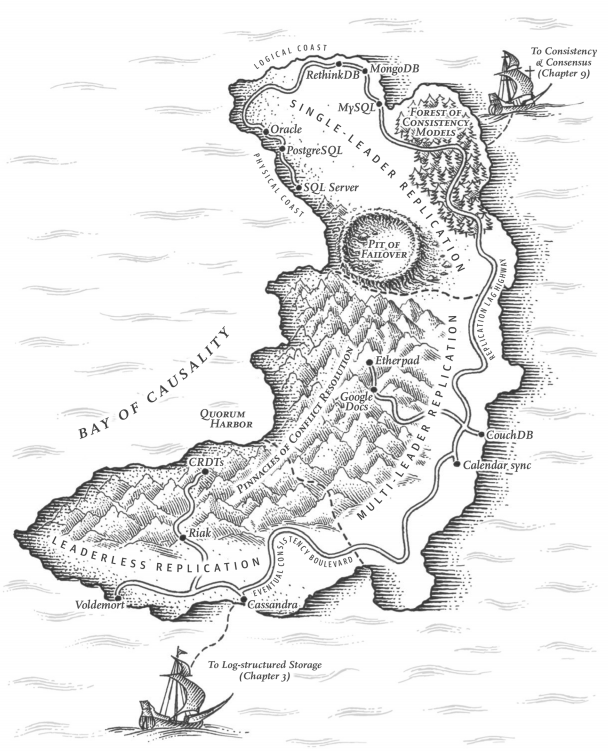 LOGICAL COAST
To Consistency
& Consensus
(Chapter 9)
RethinkDB
MongoDB
MySQL
FOREST OF
CONSISTENCY
MODELS
SINGLE-LEADER REPLICATION
Oracle
PostgreSQL
PHYSICAL COAST
SQL Server
PIT OF
FAILOVER
REPLICATION LAG HIGHWAY
BAY OF CAUSALITY
Etherpad
Google
Docs
PINNACLES OF CONFLICT RESOLUTION
MULTI-LEADER REPLICATION
QUORUM
HARBOR
CouchDB
CRDTs
Calendar sync
Riak
LEADERLESS REPLICATION
EVENTUAL CONSISTENCY BOULEVARD
Voldemort
Cassandra
To Log-structured Storage
(Chapter 3)